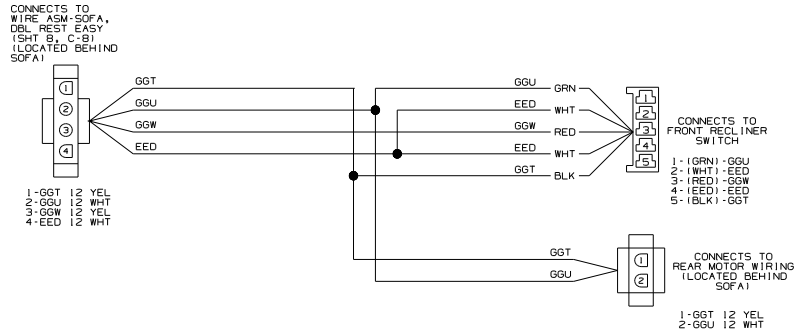 CONNECTS TO
WIRE ASM-SOFA,
DBL REST EASY
(SHT 8, C-8)
(LOCATED BEHIND
SOFA)
1
2
3
4
GGT
GGU
GGW
EED
1-GGT 12 YEL
2-GGU 12 WHT
3-GGW 12 YEL
4-EED 12 WHT
GGU GRN
EED WHT
GGW RED
EED WHT
GGT BLK
1
2
3
4
5
CONNECTS TO
FRONT RECLINER
SWITCH
1-(GRN)-GGU
2-(WHT)-EED
3-(RED)-GGW
4-(EED)-EED
5-(BLK)-GGT
GGT
GGU
1
2
CONNECTS TO
REAR MOTOR WIRING
(LOCATED BEHIND
SOFA)
1-GGT 12 YEL
2-GGU 12 WHT